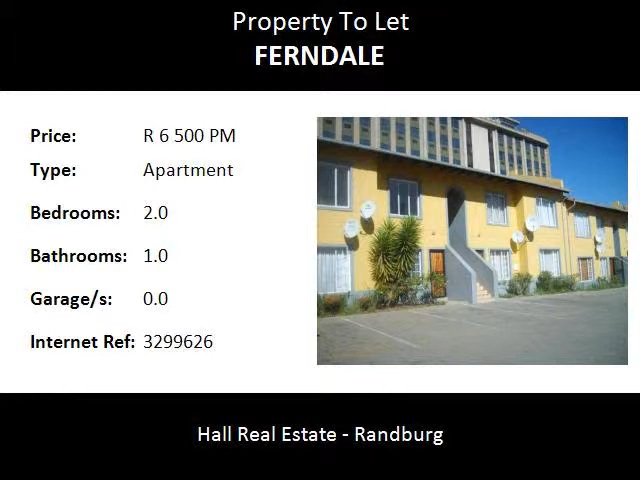 Property To Let
FERNDALE
Price: R 6 500 PM
Type: Apartment
Bedrooms: 2.0
Bathrooms: 1.0
Garage/s: 0.0
Internet Ref: 3299626
Hall Real Estate - Randburg